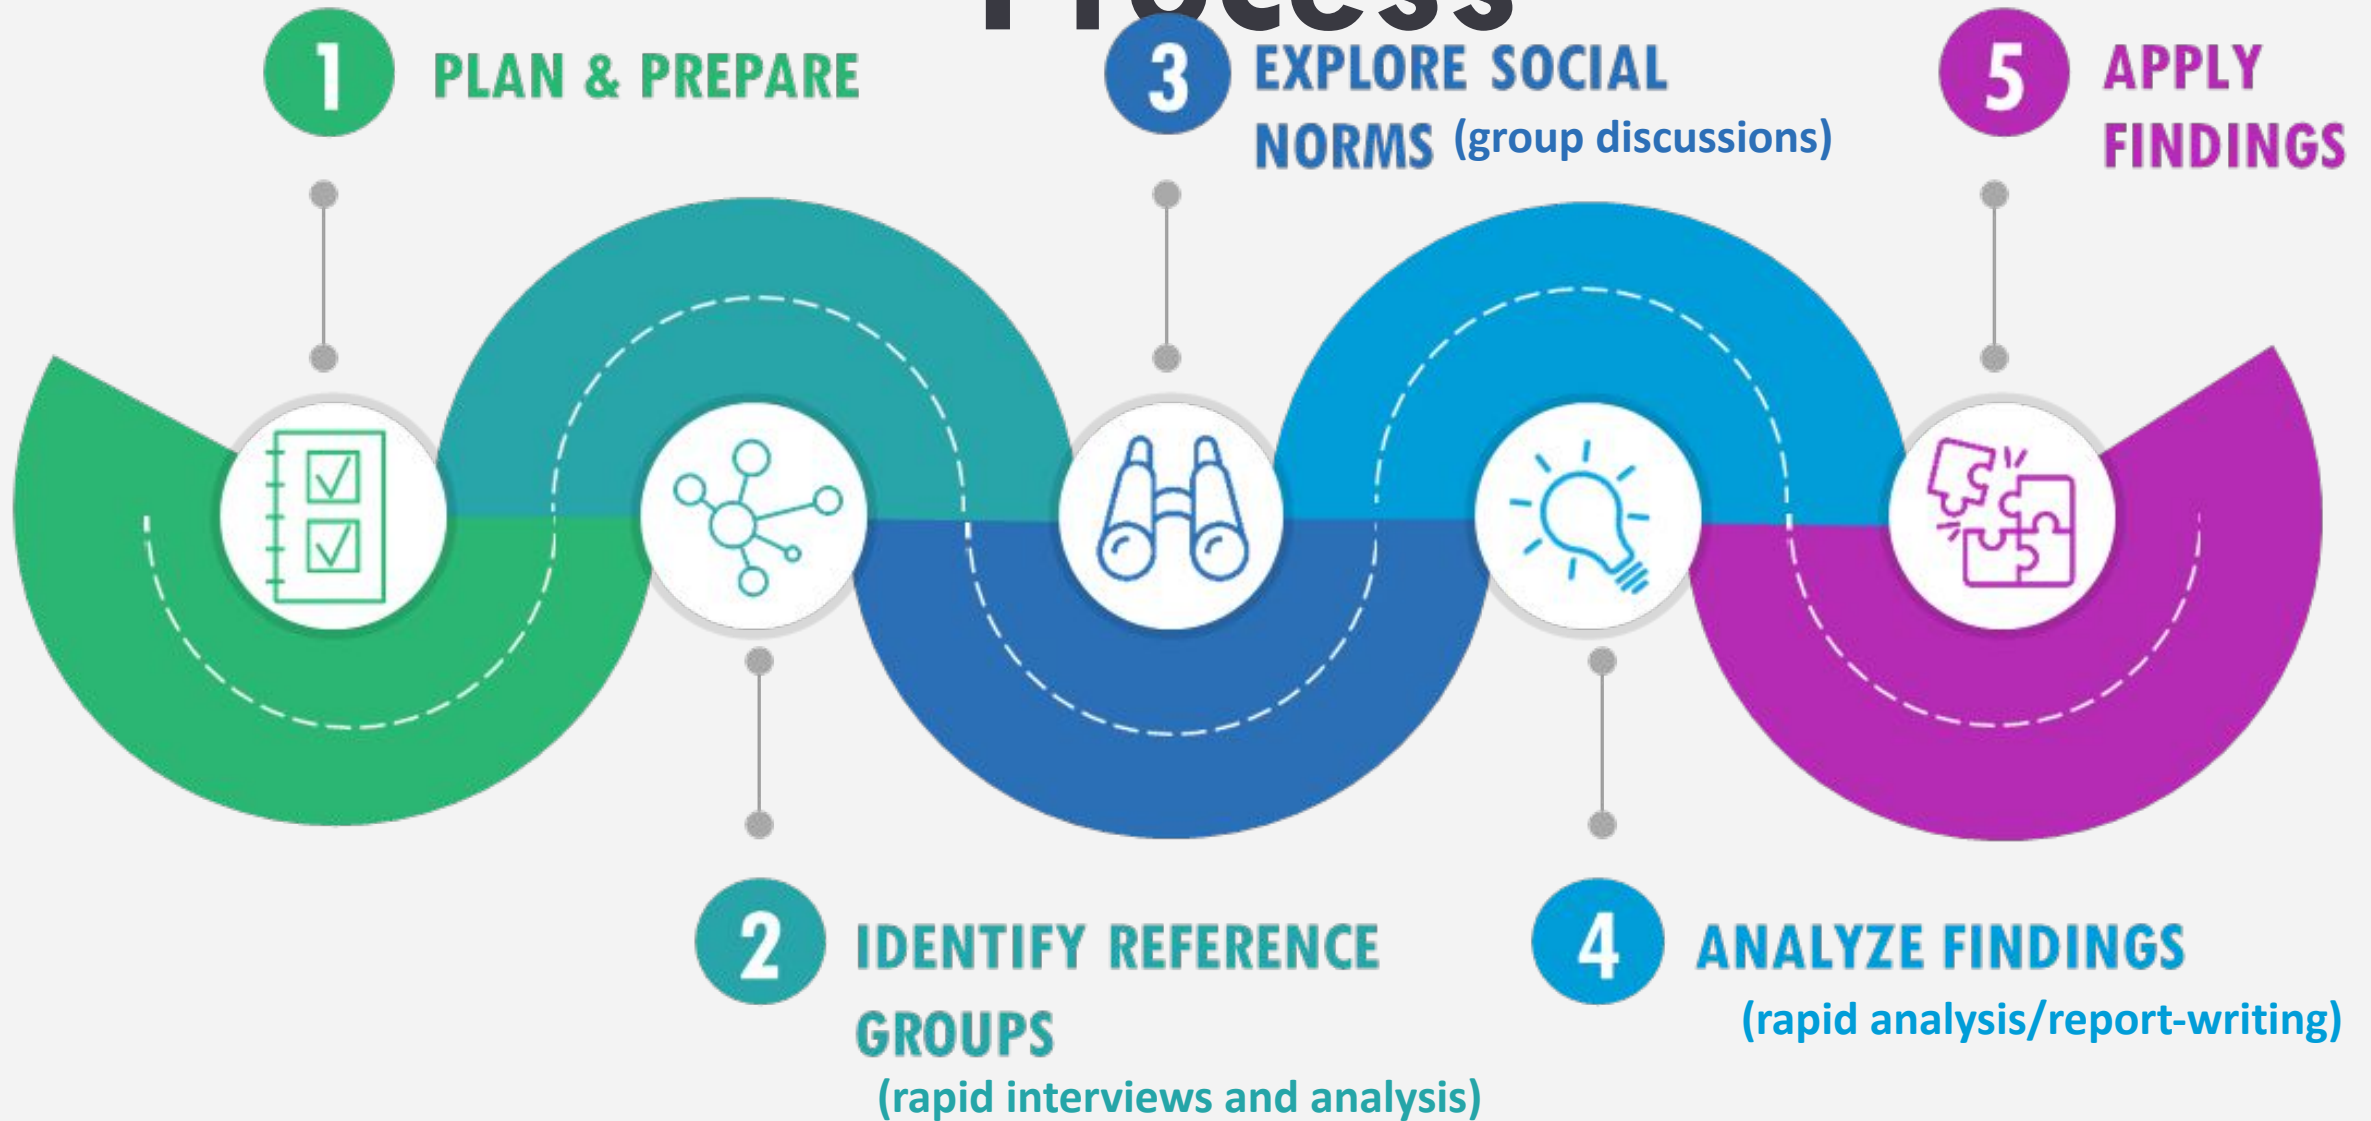 Process
1
PLAN & PREPARE
3
EXPLORE SOCIAL
NORMS (group discussions)
5
APPLY
FINDINGS
2
IDENTIFY REFERENCE
GROUPS
(rapid interviews and analysis)
4
ANALYZE FINDINGS
(rapid analysis/report-writing)